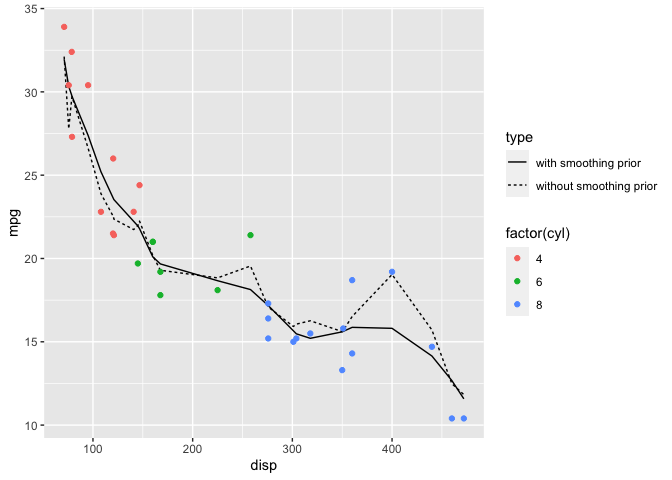 35
30
25
20
15
10
mpg
100
200
300
400
disp
type
with smoothing prior
without smoothing prior
factor(cyl)
4
6
8